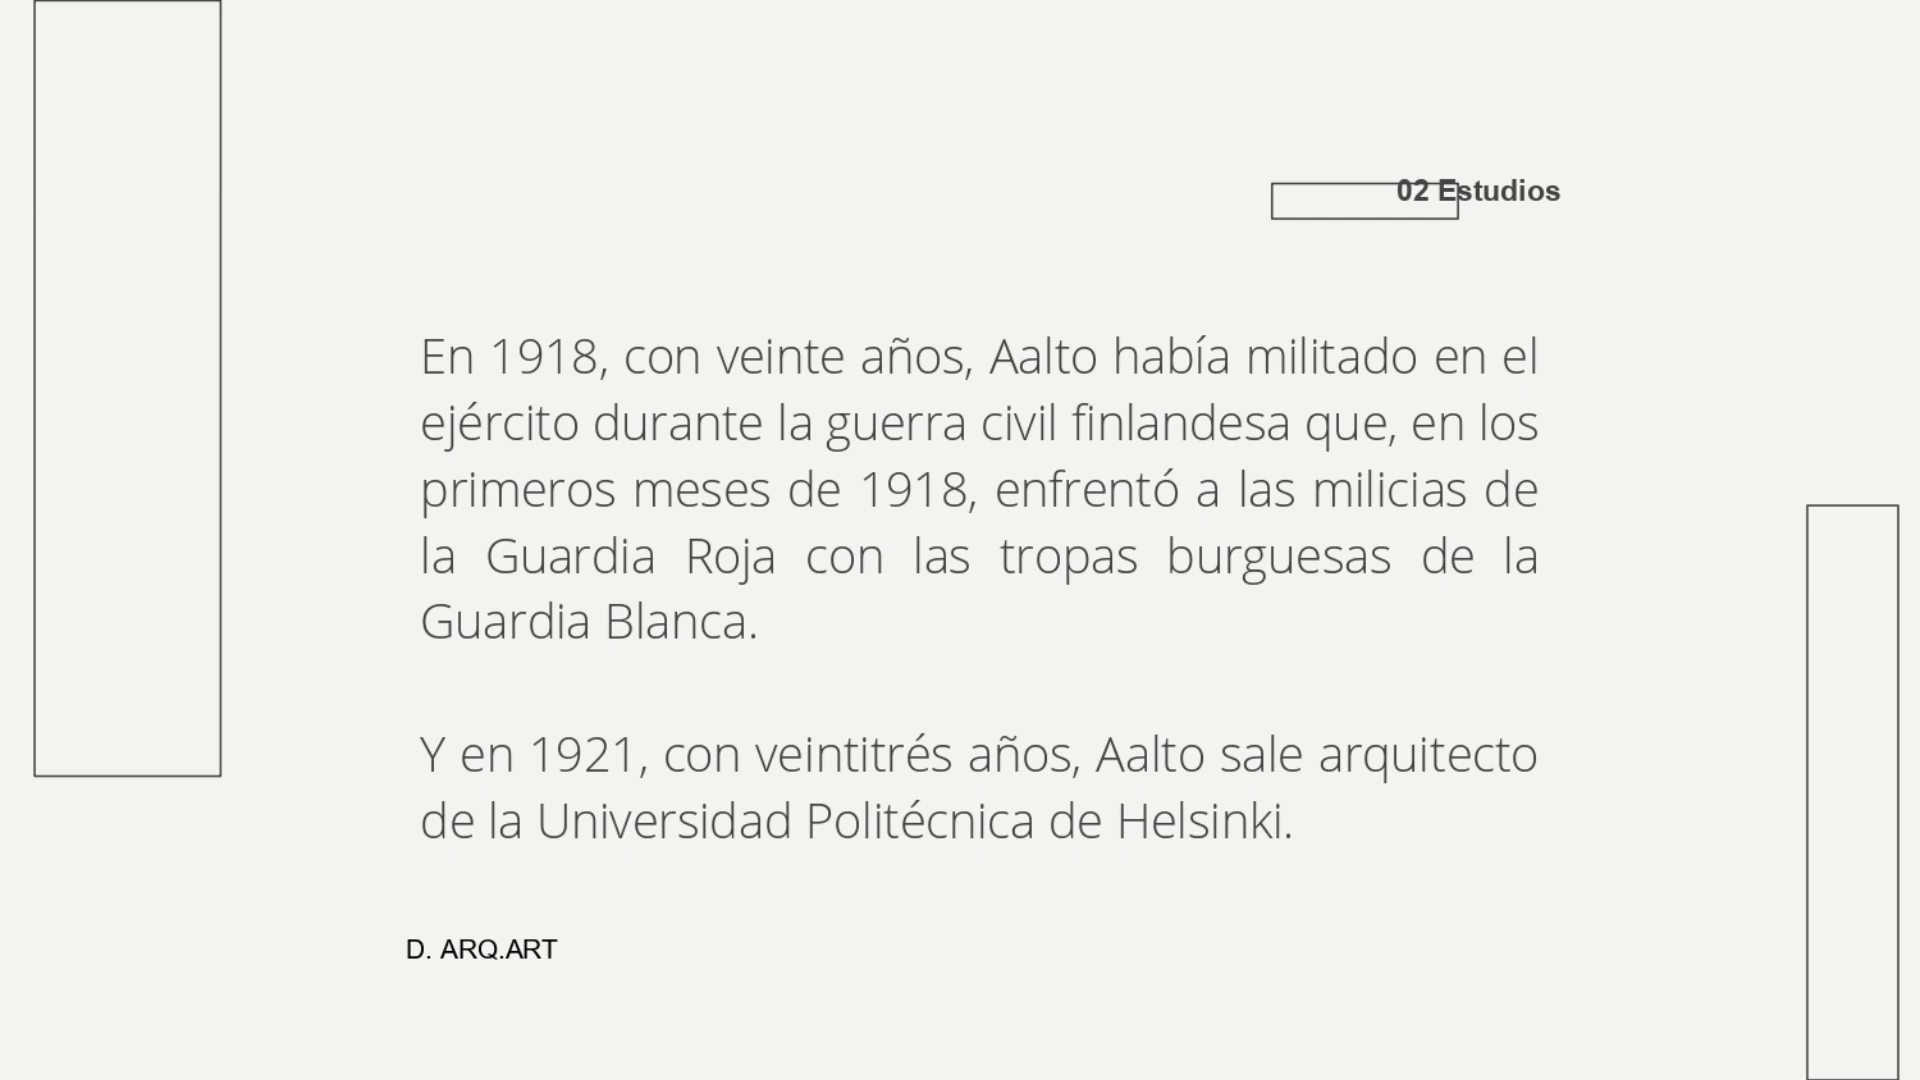 02 Estudios
En 1918, con veinte años, Aalto había militado en el
ejército durante la guerra civil finlandesa que, en los
primeros meses de 1918, enfrentó a las milicias de
la Guardia Roja con las tropas burguesas de la
Guardia Blanca.
Y en 1921, con veintitrés años, Aalto sale arquitecto
de la Universidad Politécnica de Helsinki.
D. ARQ.ART